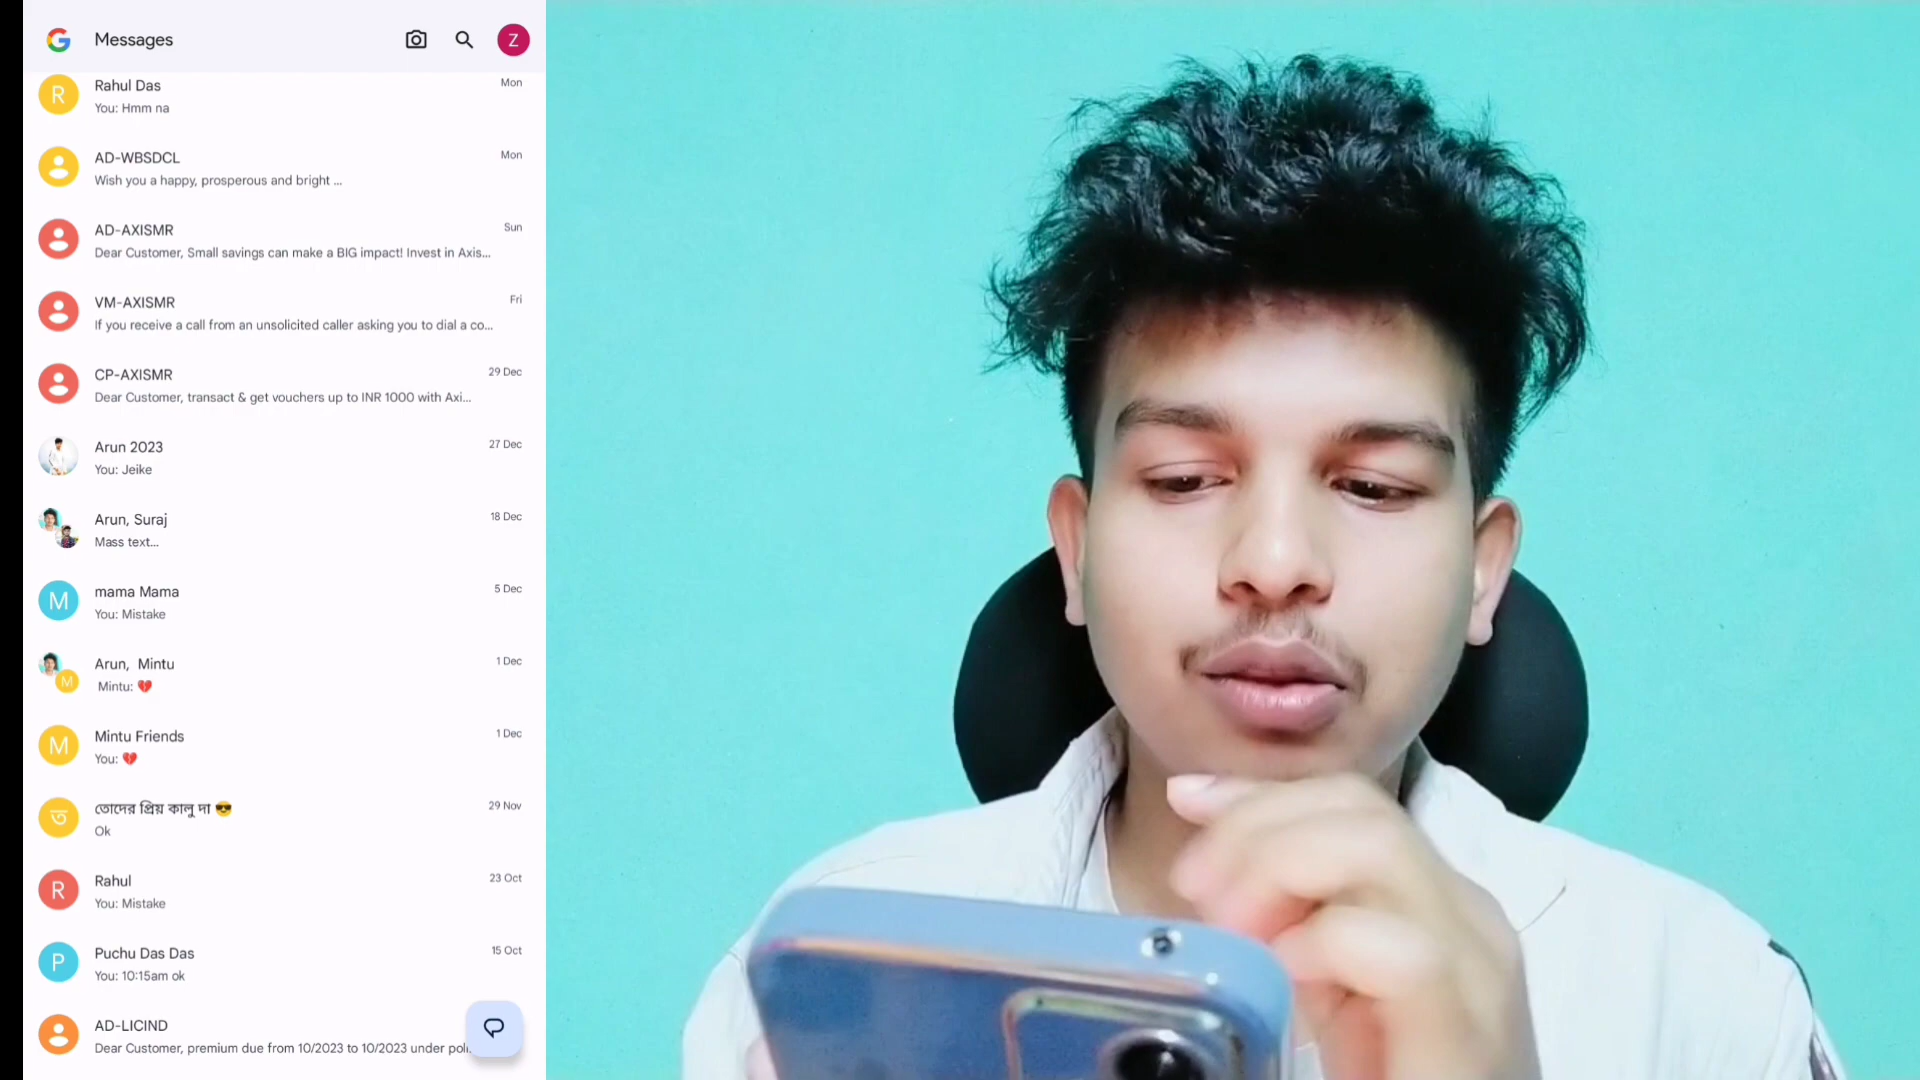 G Messages Z
R Rahul Das Mon
You: Hmm na
AD-WBSDCL Mon
Wish you a happy, prosperous and bright ...
AD-AXISMR Sun
Dear Customer, Small savings can make a BIG impact! Invest in Axis...
VM-AXISMR Fri
If you receive a call from an unsolicited caller asking you to dial a co...
CP-AXISMR 29 Dec
Dear Customer, transact & get vouchers up to INR 1000 with Axi...
Arun 2023 27 Dec
You: Jeike
Arun, Suraj 18 Dec
Mass text...
M mama Mama 5 Dec
You: Mistake
Arun, Mintu 1 Dec
M Mintu: 💔
M Mintu Friends 1 Dec
You: 💔
ত তোদের প্রিয় কালু দা 😎 29 Nov
Ok
R Rahul 23 Oct
You: Mistake
P Puchu Das Das 15 Oct
You: 10:15am ok
AD-LICIND
Dear Customer, premium due from 10/2023 to 10/2023 under